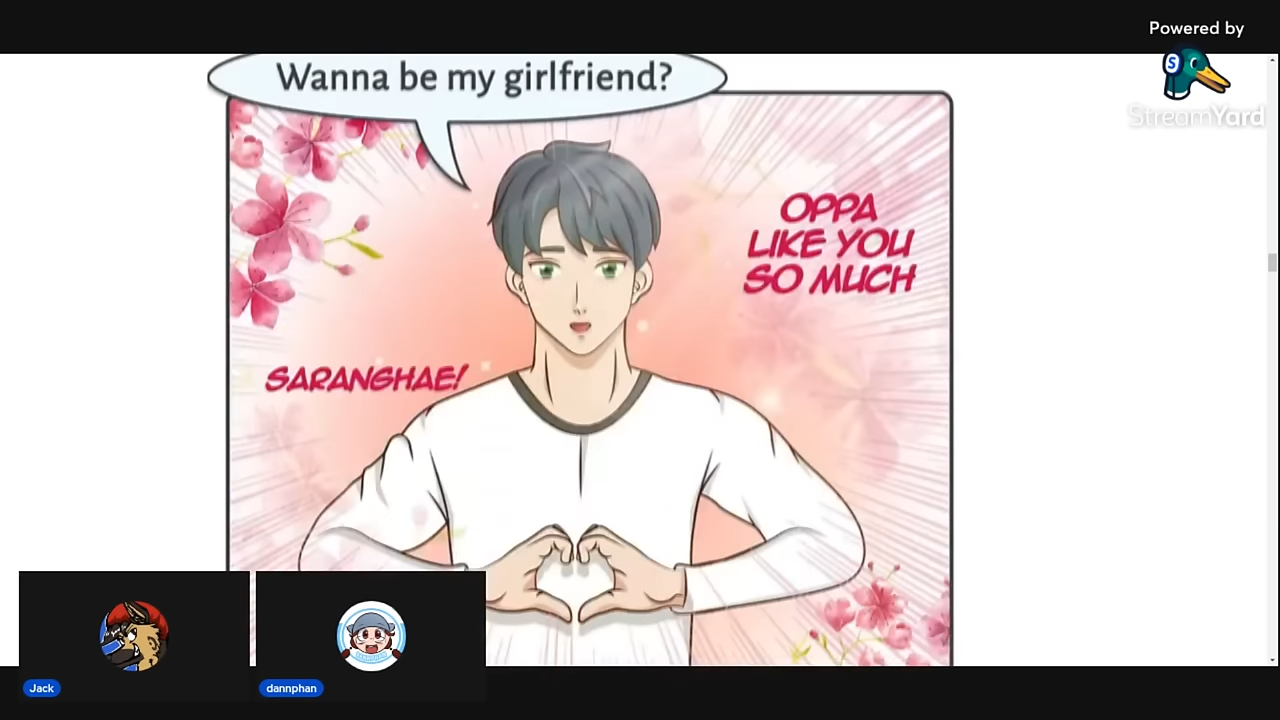 Powered by
S
StreamYard
Wanna be my girlfriend?
OPPA
LIKE YOU
SO MUCH
SARANGHAE!
Jack
dannphan